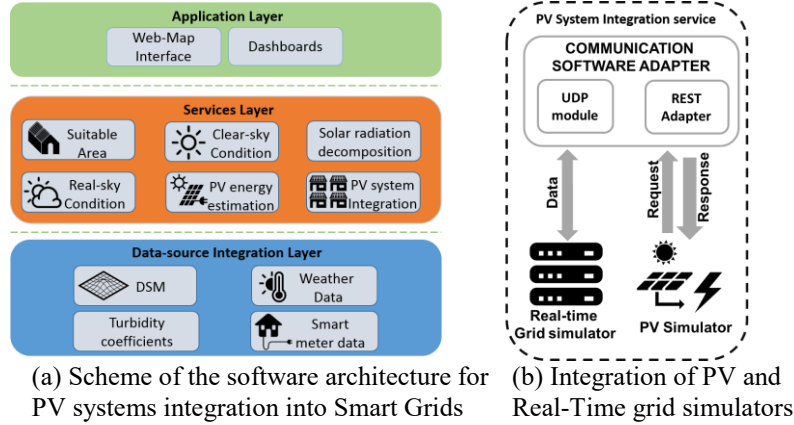 Application Layer
Web-Map
Interface
Dashboards
Services Layer
Suitable
Area
Clear-sky
Condition
Solar radiation
decomposition
Real-sky
Condition
PV energy
estimation
PV system
Integration
Data-source Integration Layer
DSM
Weather
Data
Turbidity
coefficients
Smart
meter data
(a) Scheme of the software architecture for
PV systems integration into Smart Grids
PV System Integration service
COMMUNICATION
SOFTWARE ADAPTER
UDP
module
REST
Adapter
Data
Request
Response
Real-time
Grid simulator
PV Simulator
(b) Integration of PV and
Real-Time grid simulators